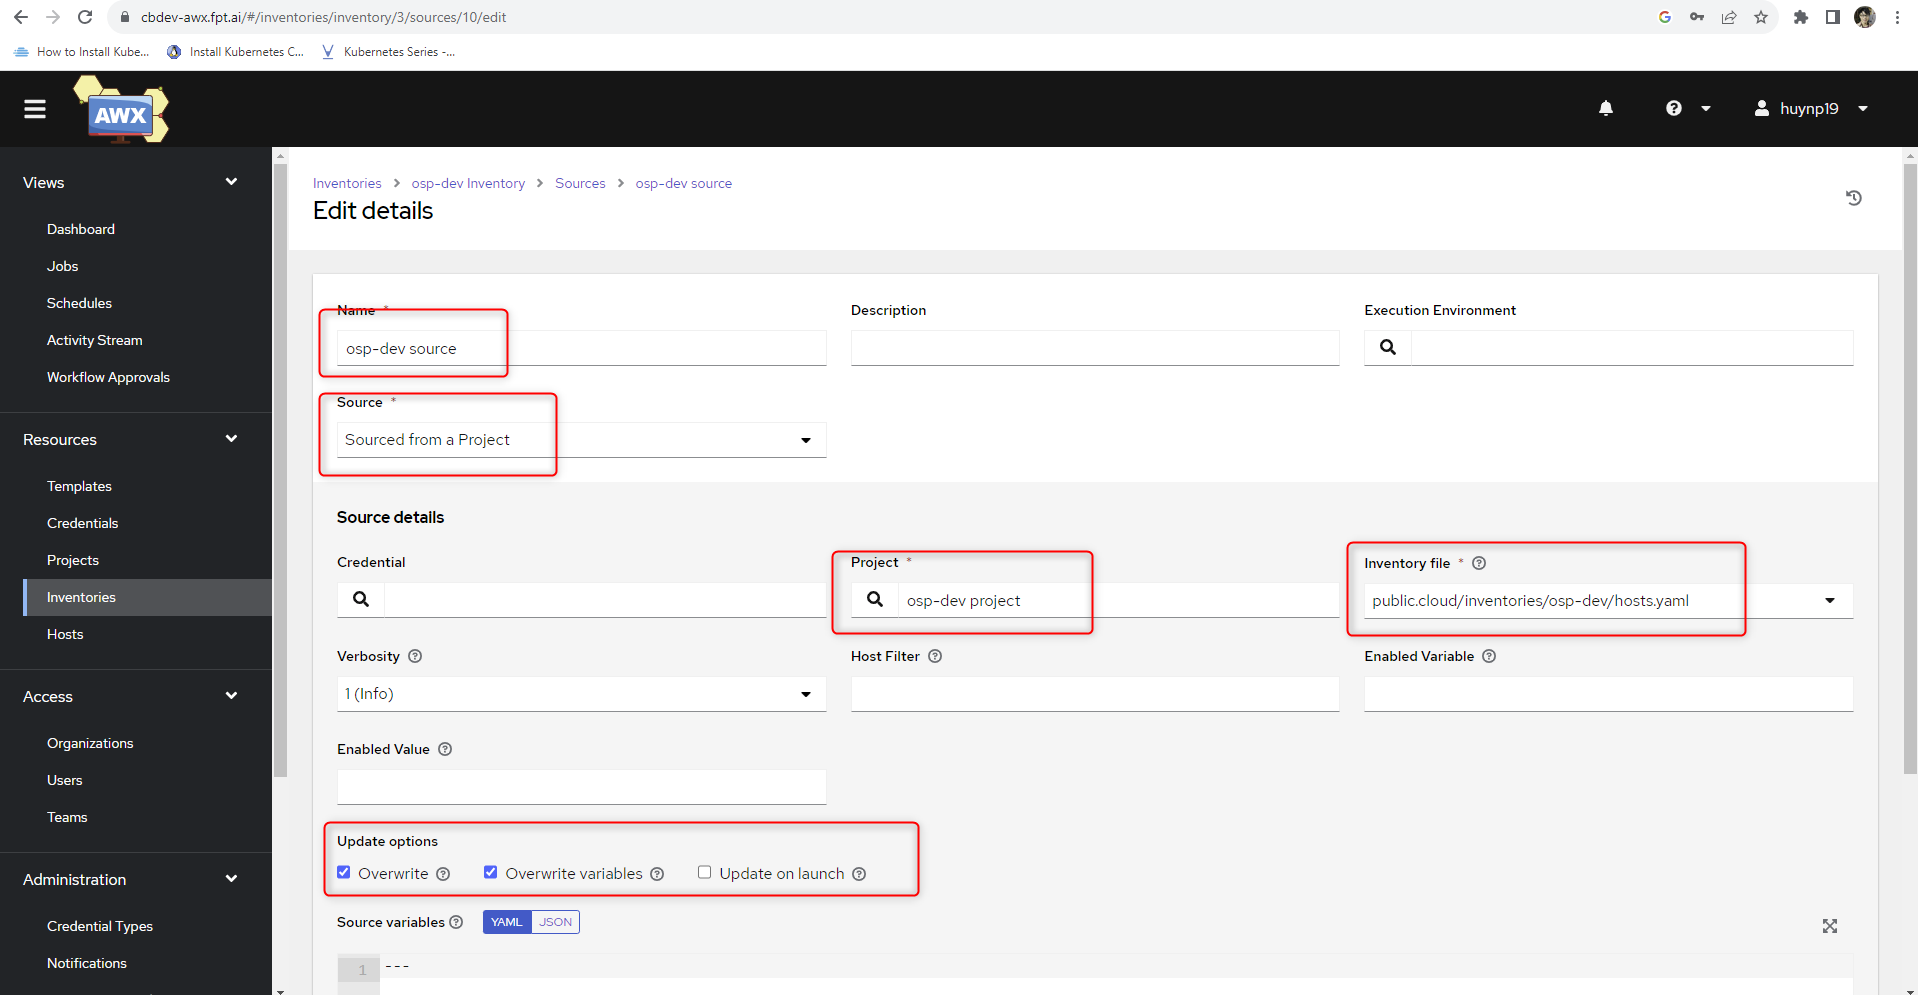 cbdev-awx.fpt.ai/#/inventories/inventory/3/sources/10/edit
How to Install Kube...
Install Kubernetes C...
Kubernetes Series -...
AWX
huynp19
Views
Dashboard
Jobs
Schedules
Activity Stream
Workflow Approvals
Resources
Templates
Credentials
Projects
Inventories
Hosts
Access
Organizations
Users
Teams
Administration
Credential Types
Notifications
Inventories > osp-dev Inventory > Sources > osp-dev source
Edit details
Name *
osp-dev source
Description
Execution Environment
Source *
Sourced from a Project
Source details
Credential
Project *
osp-dev project
Inventory file *
public.cloud/inventories/osp-dev/hosts.yaml
Verbosity
1 (Info)
Host Filter
Enabled Variable
Enabled Value
Update options
Overwrite
Overwrite variables
Update on launch
Source variables
YAML
JSON
1
---